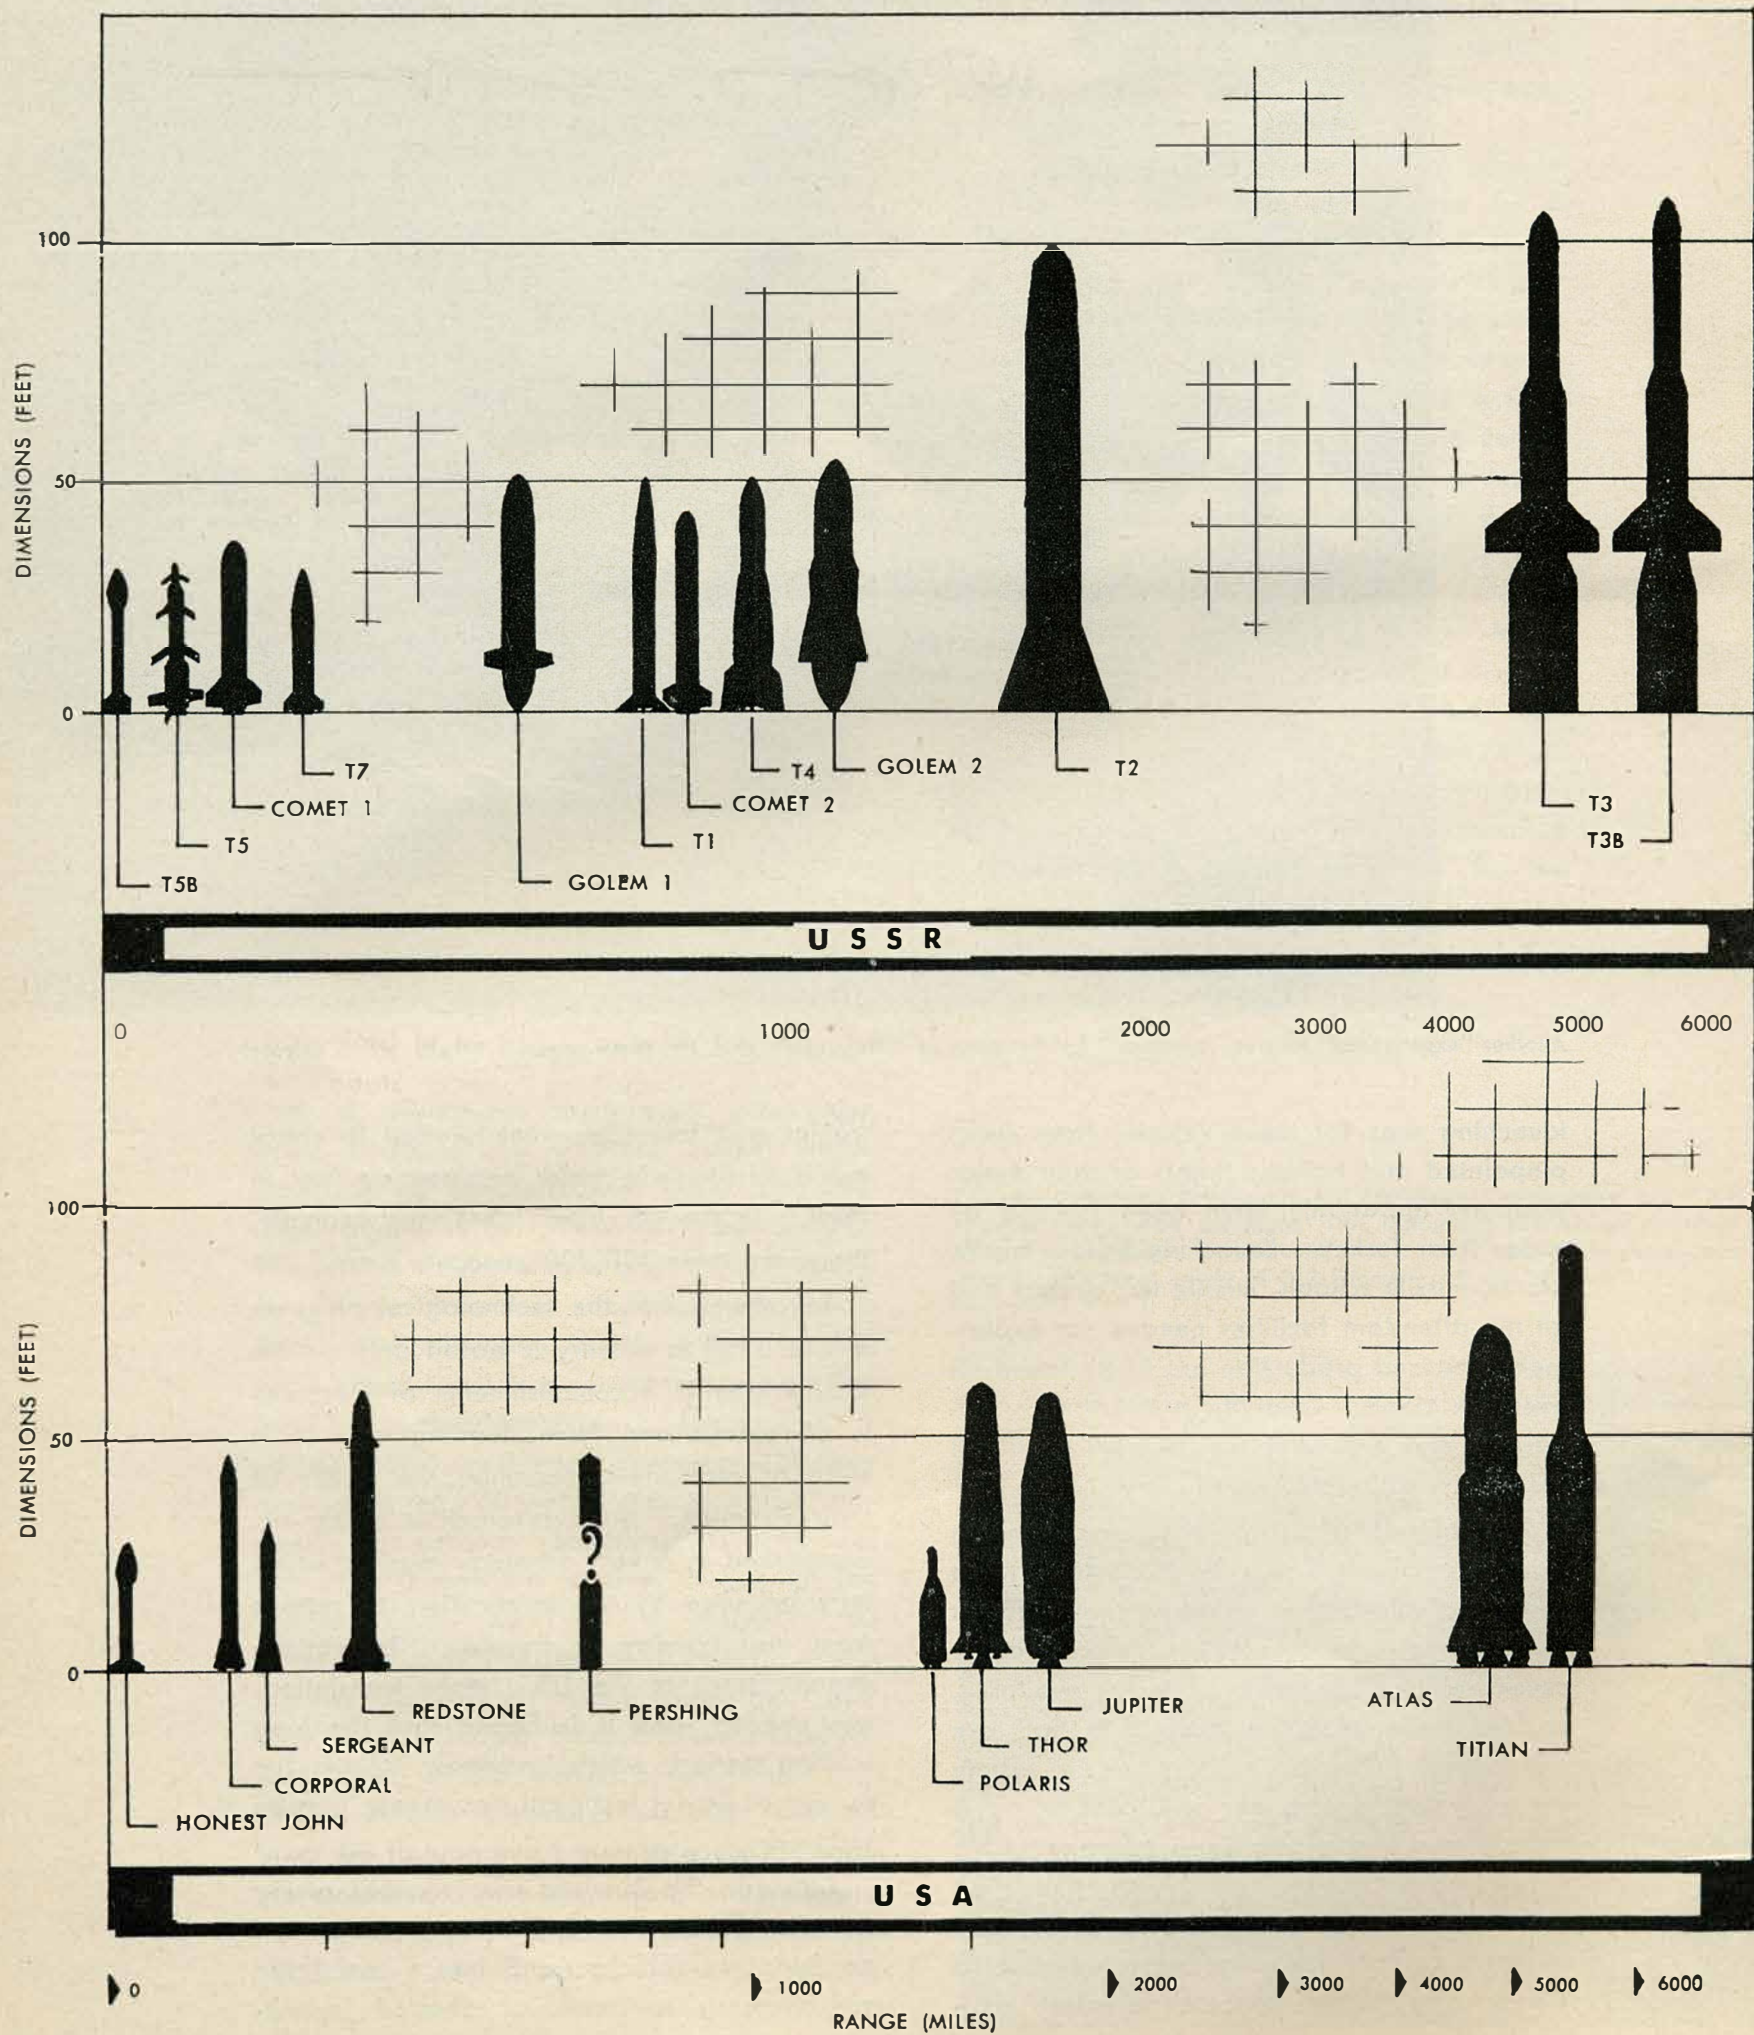 100
DIMENSIONS (FEET)
50
0
T7
T4
GOLEM 2
T2
COMET 1
COMET 2
T3
T5
T1
T3B
T5B
GOLEM 1
USSR
0 1000 2000 3000 4000 5000 6000
100
DIMENSIONS (FEET)
50
?
0
REDSTONE
PERSHING
JUPITER
ATLAS
SERGEANT
THOR
TITIAN
CORPORAL
POLARIS
HONEST JOHN
USA
0 1000 2000 3000 4000 5000 6000
RANGE (MILES)